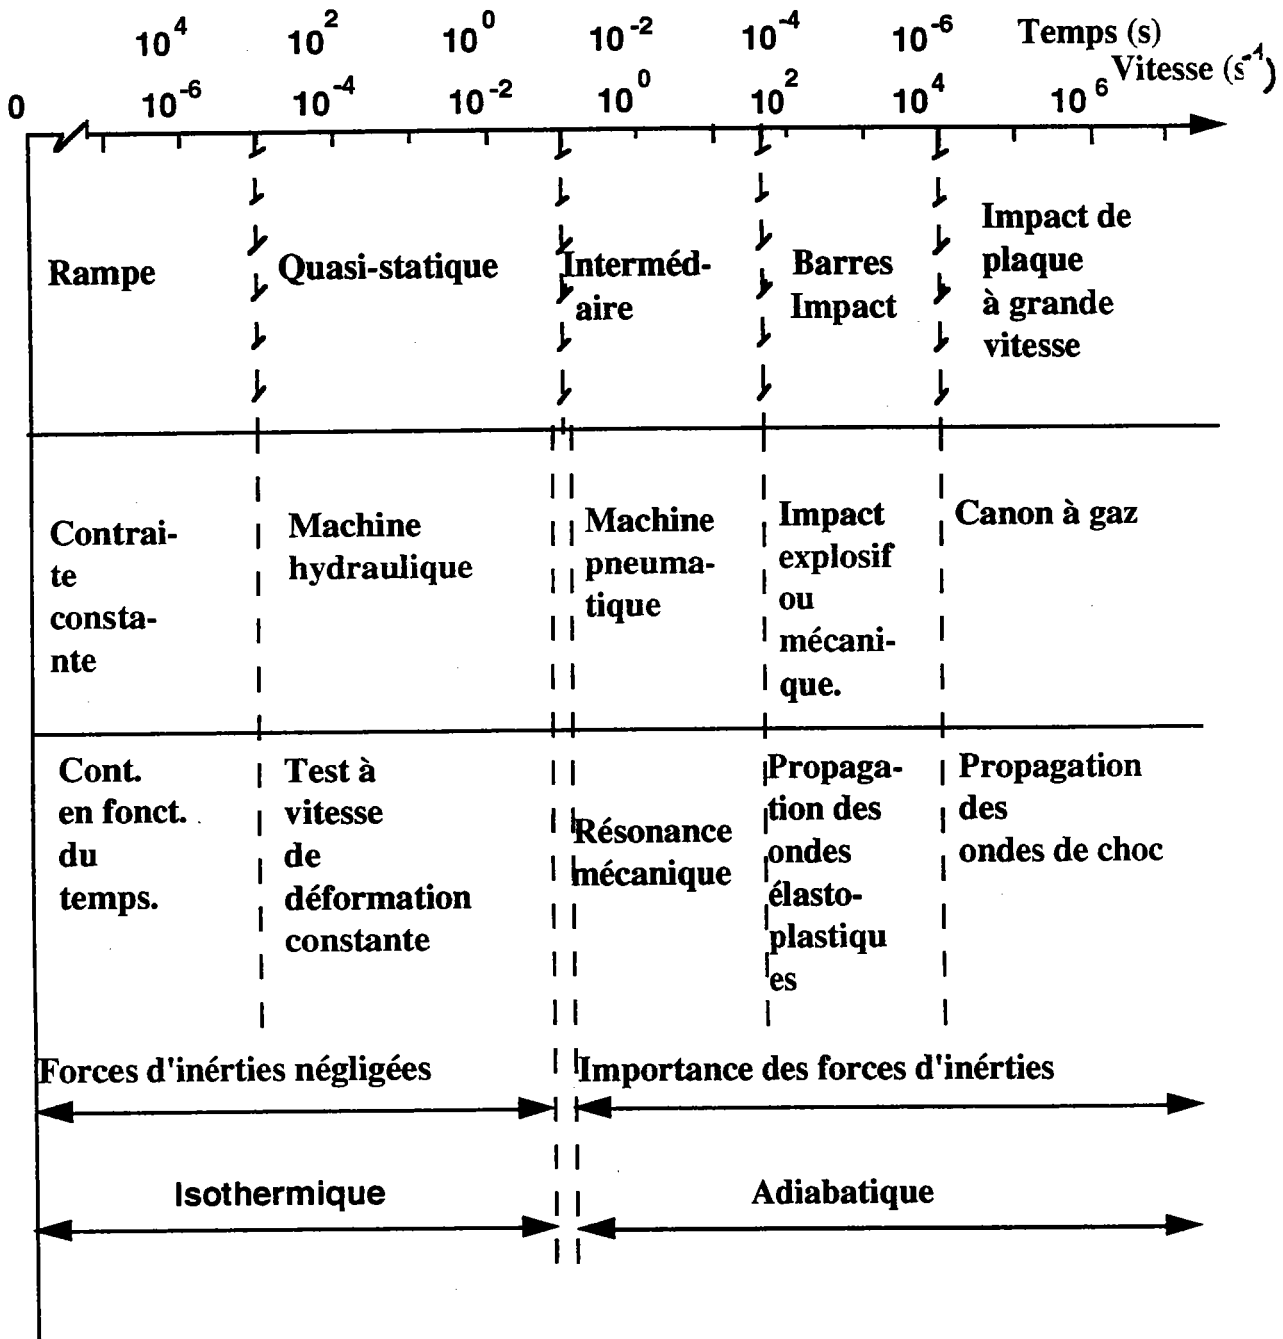 10^4 10^2 10^0 10^-2 10^-4 10^-6 Temps (s)
Vitesse (s^-1)
0 10^-6 10^-4 10^-2 10^0 10^2 10^4 10^6
Rampe
Quasi-statique
Interméd-
aire
Barres
Impact
Impact de
plaque
à grande
vitesse
Contrai-
te
consta-
nte
Machine
hydraulique
Machine
pneuma-
tique
Impact
explosif
ou
mécani-
que.
Canon à gaz
Cont.
en fonct.
du
temps.
Test à
vitesse
de
déformation
constante
Résonance
mécanique
Propaga-
tion des
ondes
élasto-
plastiqu
es
Propagation
des
ondes de choc
Forces d'inérties négligées
Importance des forces d'inérties
Isothermique
Adiabatique